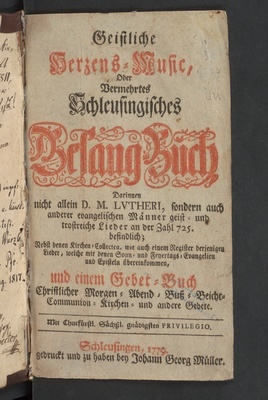 Geistliche
Herzens-Music,
Oder
Vermehrtes
Schleusingisches
Gesang Buch
Darinnen
nicht allein D. M. LVTHERI, sondern auch
anderer evangelischen Männer geist- und
trostreiche Lieder an der Zahl 725.
befindlich;
Nebst denen Kirchen-Collecten, wie auch einem Register derjenigen
Lieder, welche mit denen Sonn- und Feyertags-Evangelien
und Episteln übereinkommen,
und einem Gebet-Buch
Christlicher Morgen- Abend- Buß- Beicht-
Communion- Kirchen- und andere Gebete.
Mit Churfürstl. Sächßl. gnädigsten PRIVILEGIO.
Schleusingen, 1770.
gedruckt und zu haben bey Johann Georg Müller.